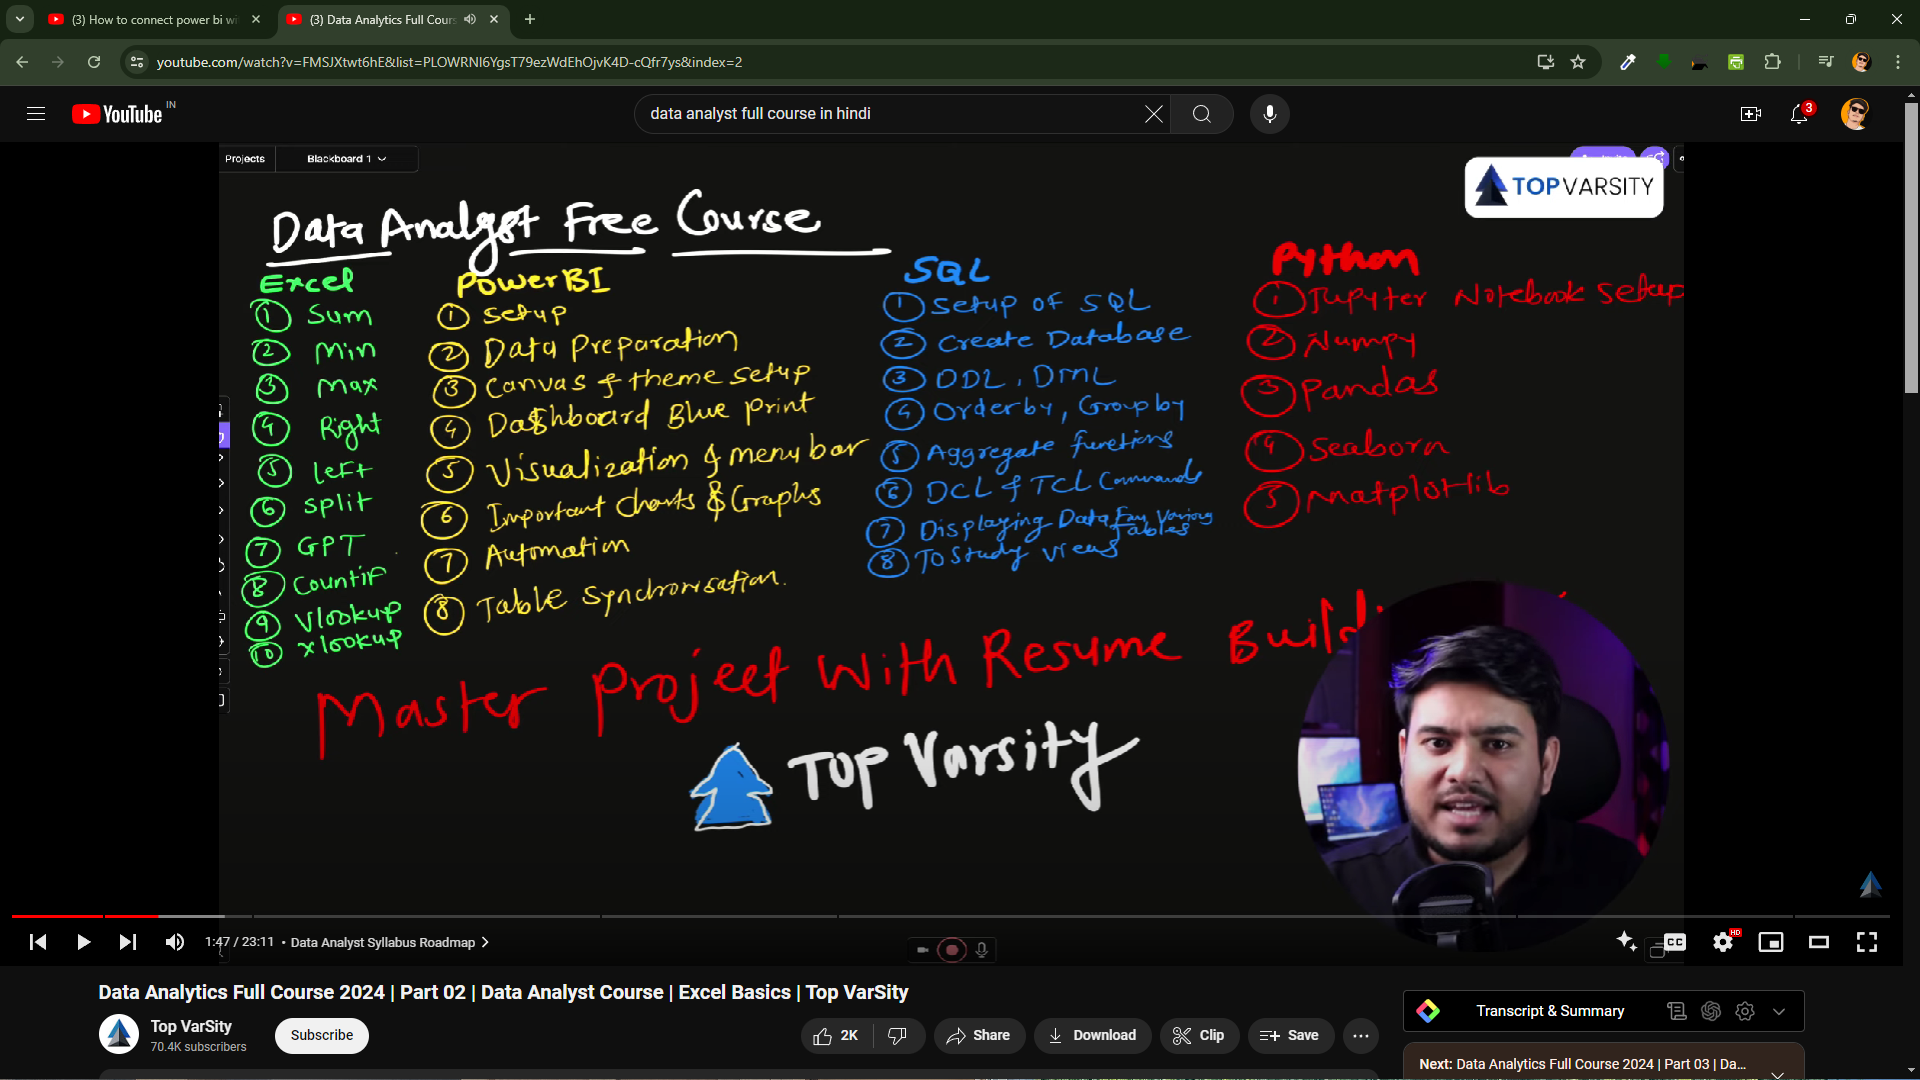 (3) How to connect power bi wi
(3) Data Analytics Full Cours
youtube.com/watch?v=FMSJXtwt6hE&list=PLOWRNI6YgsT79ezWdEhOjvK4D-cQfr7ys&index=2
YouTube IN
data analyst full course in hindi
3
Projects
Blackboard 1
TOPVARSITY
Data Analyst Free Course
Excel
1 Sum
2 Min
3 Max
4 Right
5 left
6 split
7 GPT
8 Countif
9 Vlookup
10 xlookup
Power BI
1 Setup
2 Data Preparation
3 Canvas & theme setup
4 Dashboard Blue print
5 Visualization & menu bar
6 Important Charts & Graphs
7 Automation
8 Table Synchronisation.
SQL
1 Setup of SQL
2 Create Database
3 DDL, DML
4 Order by, Group by
5 Aggregate functions
6 DCL & TCL Commands
7 Displaying Data Various Tables
8 To Study Views
Python
1 Jupyter Notebook Setup
2 Numpy
3 Pandas
4 Seaborn
5 Matplotlib
Master Project With Resume
Top Varsity
1:47 / 23:11 • Data Analyst Syllabus Roadmap
CC
HD
Data Analytics Full Course 2024 | Part 02 | Data Analyst Course | Excel Basics | Top VarSity
Top VarSity
70.4K subscribers
Subscribe
2K
Share
Download
Clip
Save
Transcript & Summary
Next: Data Analytics Full Course 2024 | Part 03 | Da...